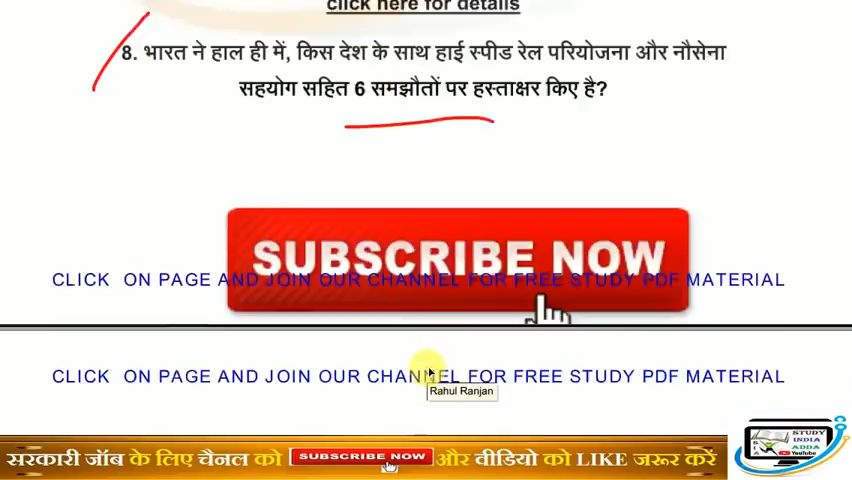 click here for details
8. भारत ने हाल ही में, किस देश के साथ हाई स्पीड रेल परियोजना और नौसेना
सहयोग सहित 6 समझौतों पर हस्ताक्षर किए है?
SUBSCRIBE NOW
CLICK ON PAGE AND JOIN OUR CHANNEL FOR FREE STUDY PDF MATERIAL
CLICK ON PAGE AND JOIN OUR CHANNEL FOR FREE STUDY PDF MATERIAL
Rahul Ranjan
सरकारी जॉब के लिए चैनल को SUBSCRIBE NOW और वीडियो को LIKE जरूर करें
STUDY
INDIA
ADDA
YouTube